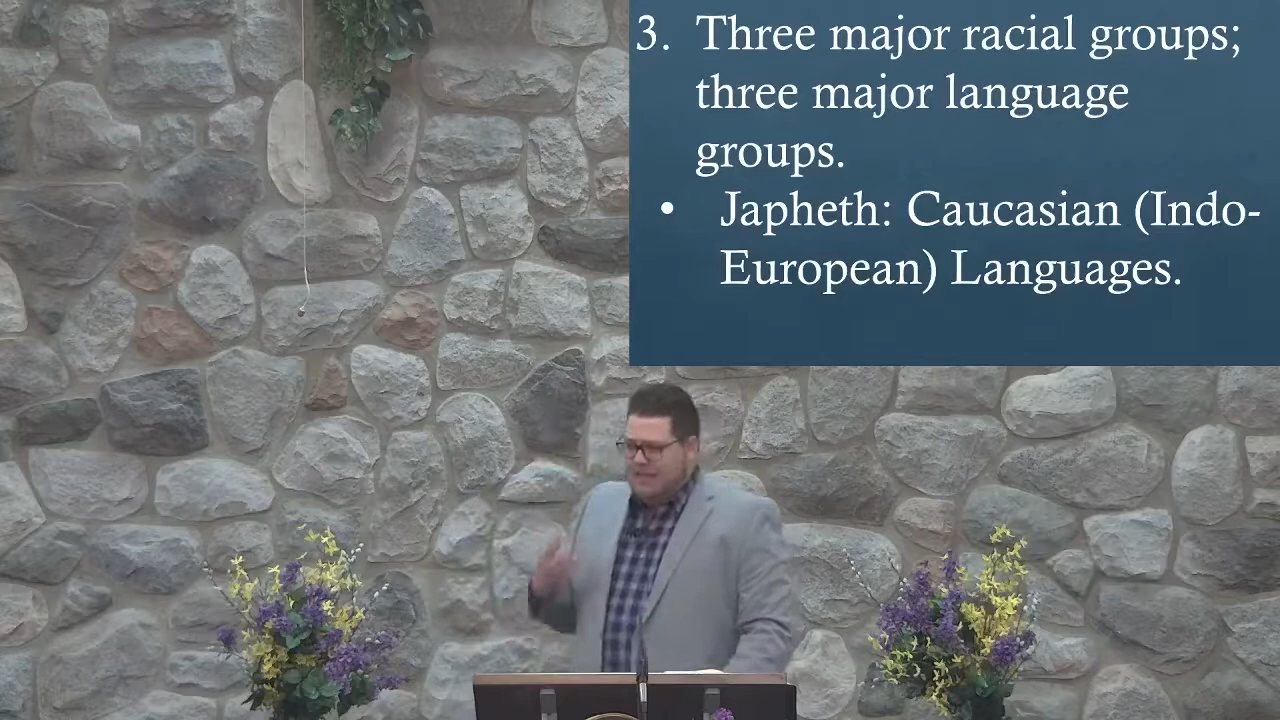 3. Three major racial groups;
three major language
groups.
• Japheth: Caucasian (Indo-
European) Languages.